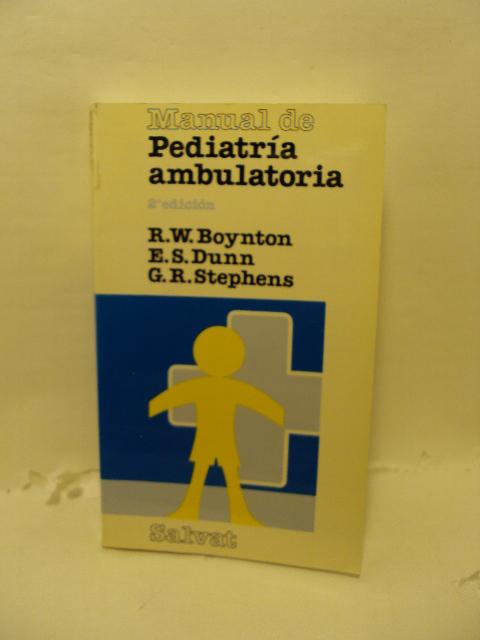 Manual de
Pediatría
ambulatoria
2ª edición
R.W. Boynton
E.S. Dunn
G.R. Stephens
Salvat